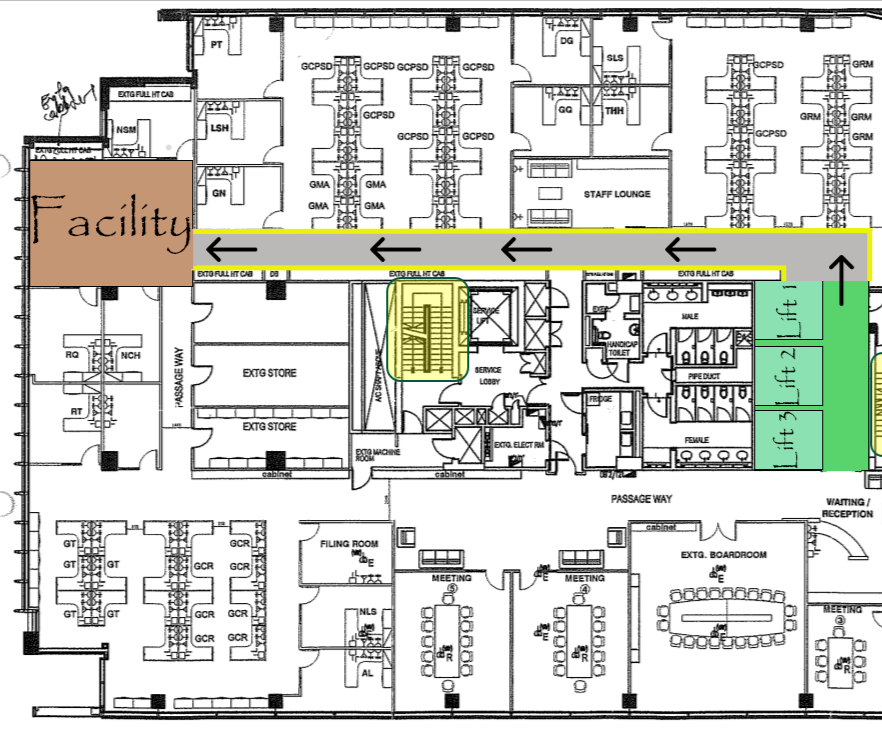 PT
DG
SLS
GCPSD
GCPSD
GCPSD
GCPSD
GCPSD
GRM
EXTG FULL HT CAB
Extg
cabinet
NSM
LSH
GCPSD
GCPSD
GQ
THH
GRM
GRM
GCPSD
GRM
EXTG FULL HT CAB
GN
GMA
GMA
GMA
GMA
STAFF LOUNGE
Facility
EXTG FULL HT CAB
DB
EXTG FULL HT CAB
EXTG FULL HT CAB
Lift 1
Lift 2
Lift 3
SERVICE
LIFT
MALE
HANDICAP
TOILET
RQ
NCH
RT
PASSAGE WAY
EXTG STORE
EXTG STORE
SERVICE
LOBBY
PIPE DUCT
FRIDGE
FEMALE
EXTG MACHINE
ROOM
EXTG. ELECT RM
cabinet
cabinet
PASSAGE WAY
WAITING /
RECEPTION
cabinet
GT
GT
GT
GT
GT
GCR
GCR
GCR
GCR
GCR
GCR
GCR
FILING ROOM
NLS
AL
MEETING
⑤
MEETING
④
EXTG. BOARDROOM
MEETING
③